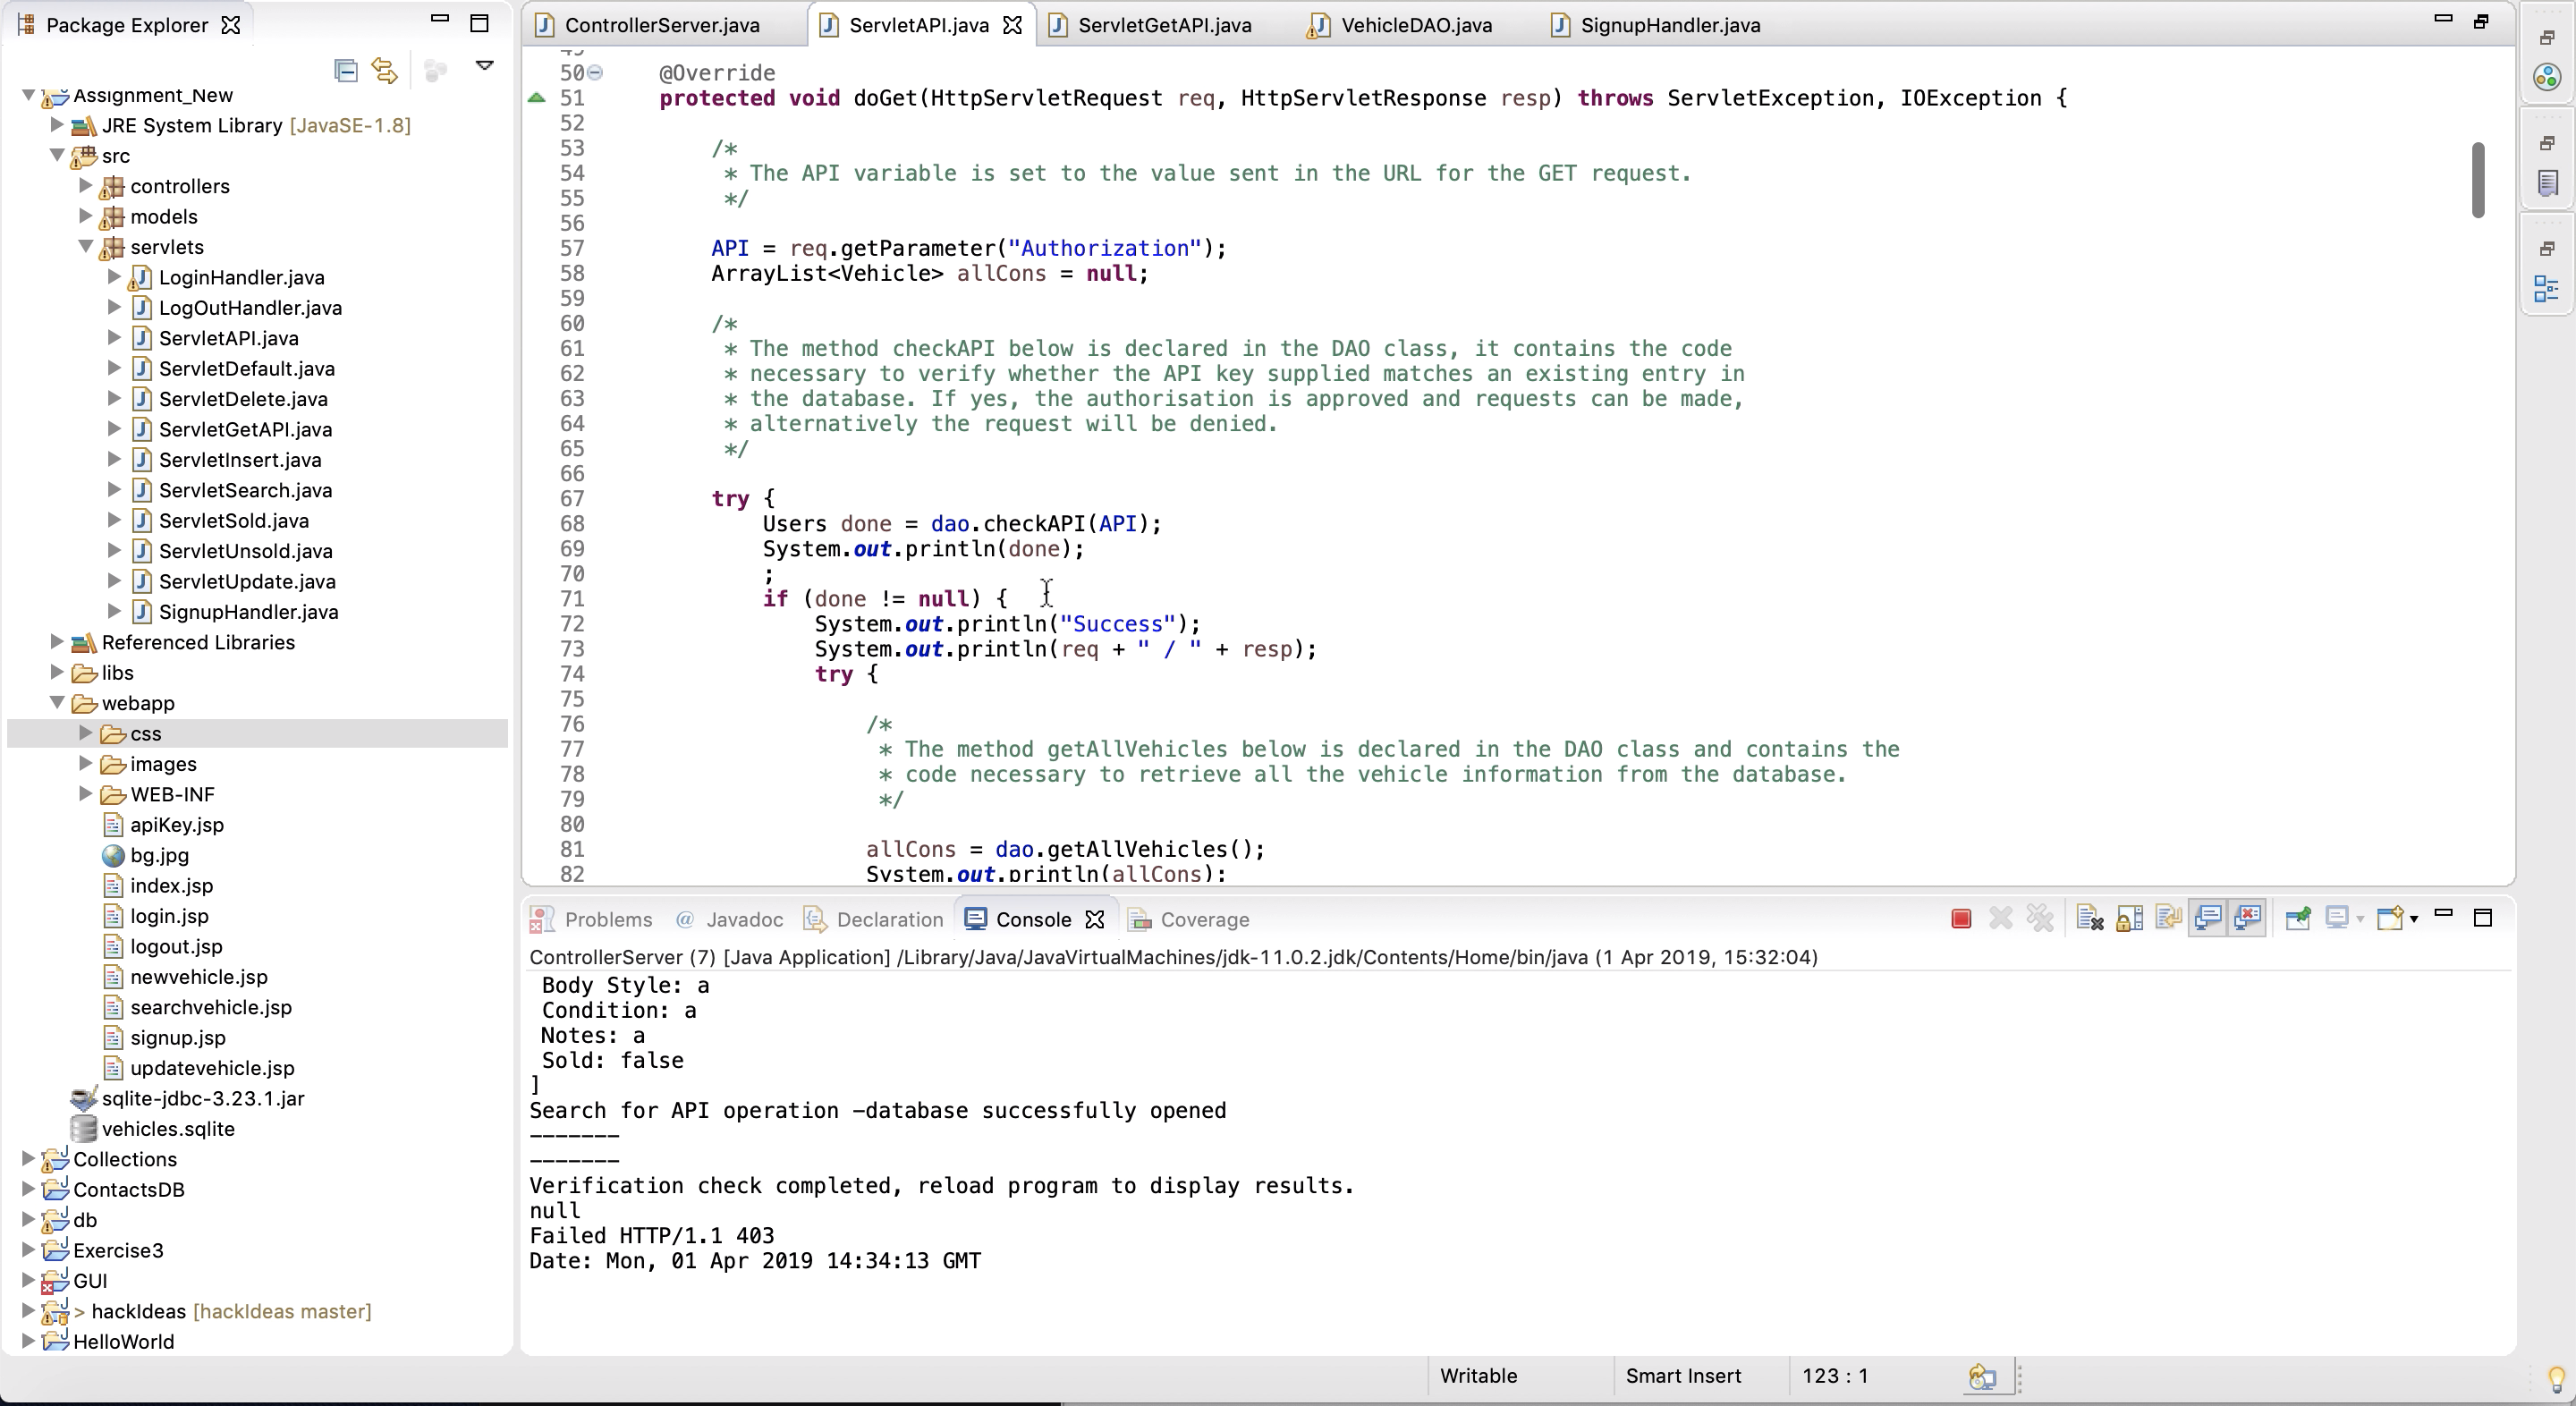 Package Explorer
Assignment_New
JRE System Library [JavaSE-1.8]
src
controllers
models
servlets
LoginHandler.java
LogOutHandler.java
ServletAPI.java
ServletDefault.java
ServletDelete.java
ServletGetAPI.java
ServletInsert.java
ServletSearch.java
ServletSold.java
ServletUnsold.java
ServletUpdate.java
SignupHandler.java
Referenced Libraries
libs
webapp
css
images
WEB-INF
apiKey.jsp
bg.jpg
index.jsp
login.jsp
logout.jsp
newvehicle.jsp
searchvehicle.jsp
signup.jsp
updatevehicle.jsp
sqlite-jdbc-3.23.1.jar
vehicles.sqlite
Collections
ContactsDB
db
Exercise3
GUI
> hackIdeas [hackIdeas master]
HelloWorld
ControllerServer.java ServletAPI.java ServletGetAPI.java VehicleDAO.java SignupHandler.java
49
50 @Override
51 protected void doGet(HttpServletRequest req, HttpServletResponse resp) throws ServletException, IOException {
52
53 /*
54 * The API variable is set to the value sent in the URL for the GET request.
55 */
56
57 API = req.getParameter("Authorization");
58 ArrayList<Vehicle> allCons = null;
59
60 /*
61 * The method checkAPI below is declared in the DAO class, it contains the code
62 * necessary to verify whether the API key supplied matches an existing entry in
63 * the database. If yes, the authorisation is approved and requests can be made,
64 * alternatively the request will be denied.
65 */
66
67 try {
68 Users done = dao.checkAPI(API);
69 System.out.println(done);
70 ;
71 if (done != null) {
72 System.out.println("Success");
73 System.out.println(req + " / " + resp);
74 try {
75
76 /*
77 * The method getAllVehicles below is declared in the DAO class and contains the
78 * code necessary to retrieve all the vehicle information from the database.
79 */
80
81 allCons = dao.getAllVehicles();
82 System.out.println(allCons);
Problems @ Javadoc Declaration Console Coverage
ControllerServer (7) [Java Application] /Library/Java/JavaVirtualMachines/jdk-11.0.2.jdk/Contents/Home/bin/java (1 Apr 2019, 15:32:04)
Body Style: a
Condition: a
Notes: a
Sold: false
]
Search for API operation -database successfully opened
-------
-------
Verification check completed, reload program to display results.
null
Failed HTTP/1.1 403
Date: Mon, 01 Apr 2019 14:34:13 GMT
Writable Smart Insert 123 : 1